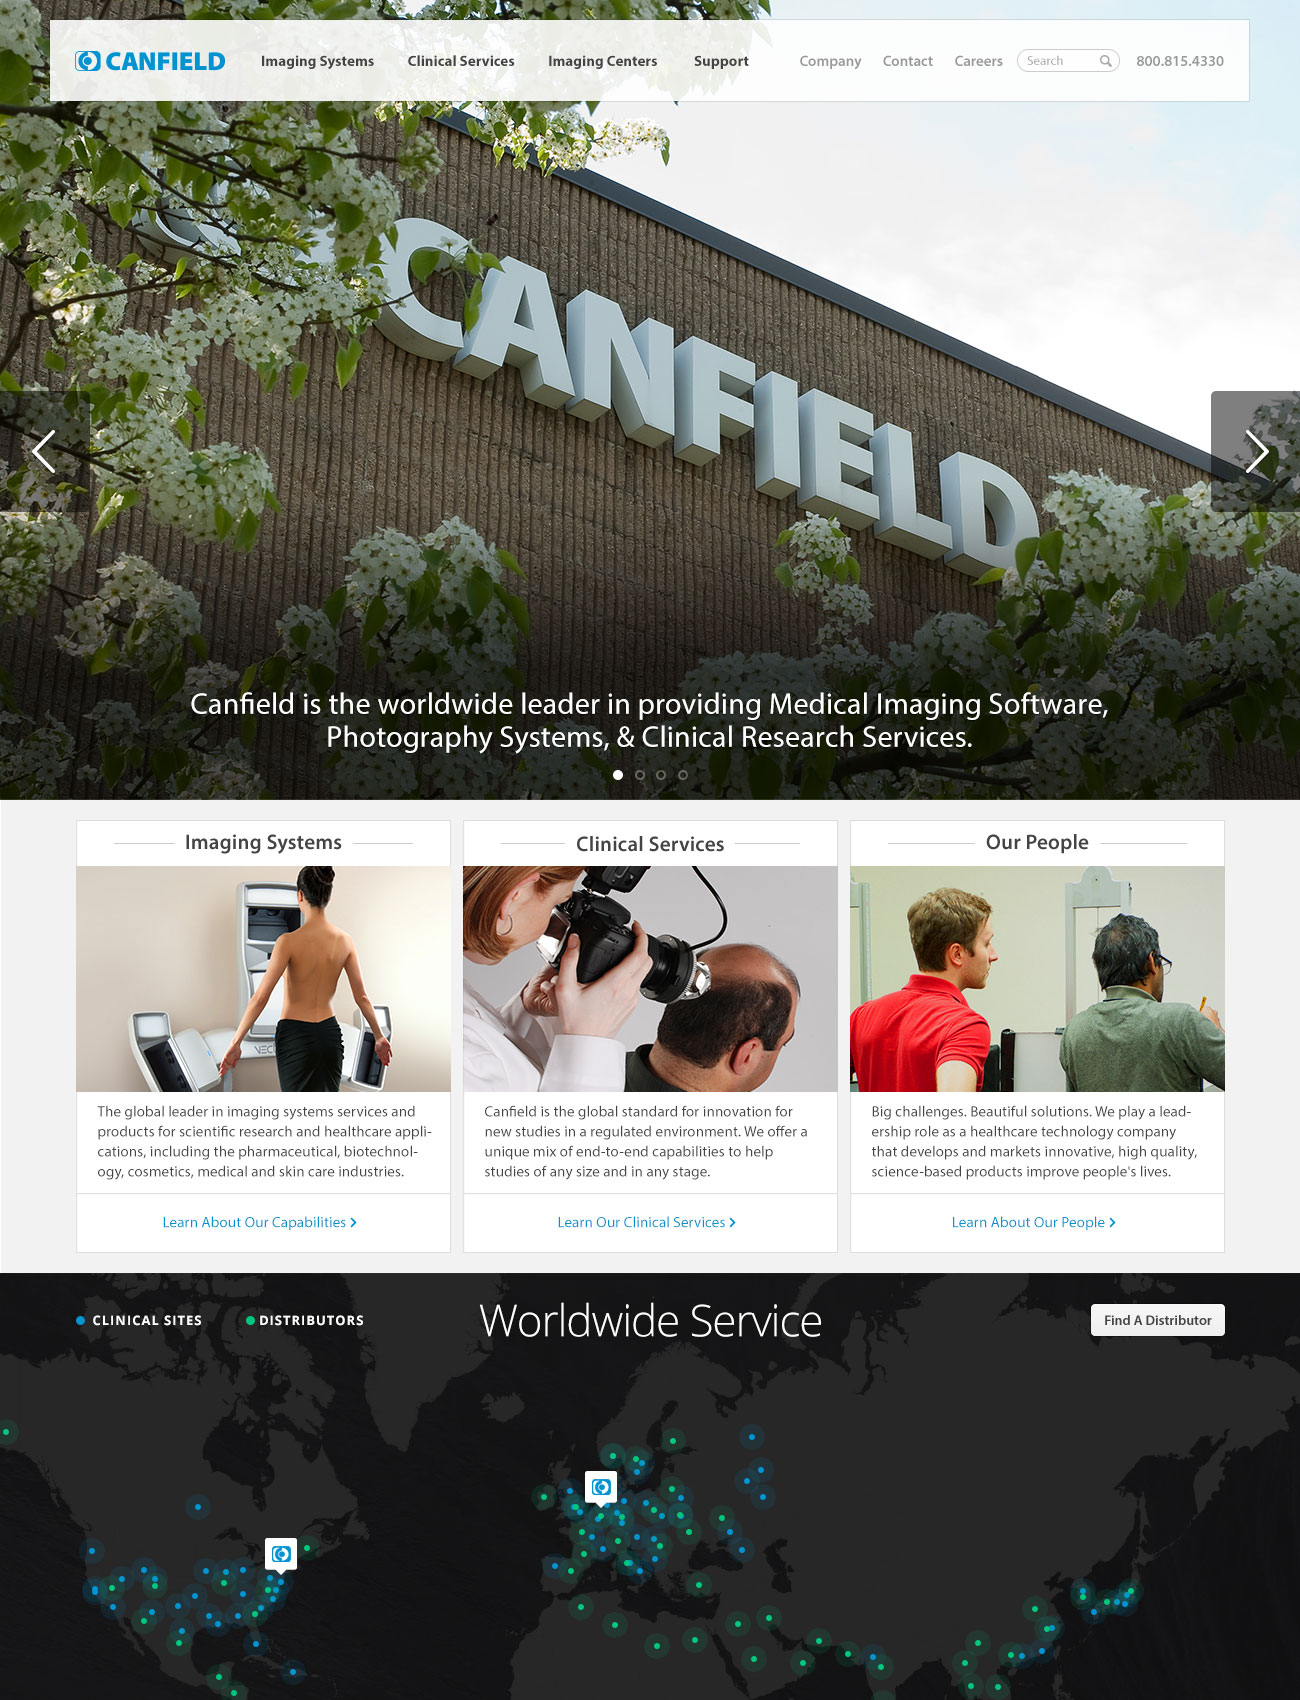 CANFIELD
Imaging Systems Clinical Services Imaging Centers Support Company Contact Careers Search 800.815.4330
CANFIELD
Canfield is the worldwide leader in providing Medical Imaging Software,
Photography Systems, & Clinical Research Services.
Imaging Systems
The global leader in imaging systems services and
products for scientific research and healthcare appli-
cations, including the pharmaceutical, biotechnol-
ogy, cosmetics, medical and skin care industries.
Learn About Our Capabilities
Clinical Services
Canfield is the global standard for innovation for
new studies in a regulated environment. We offer a
unique mix of end-to-end capabilities to help
studies of any size and in any stage.
Learn Our Clinical Services
Our People
Big challenges. Beautiful solutions. We play a lead-
ership role as a healthcare technology company
that develops and markets innovative, high quality,
science-based products improve people's lives.
Learn About Our People
CLINICAL SITES DISTRIBUTORS Worldwide Service Find A Distributor